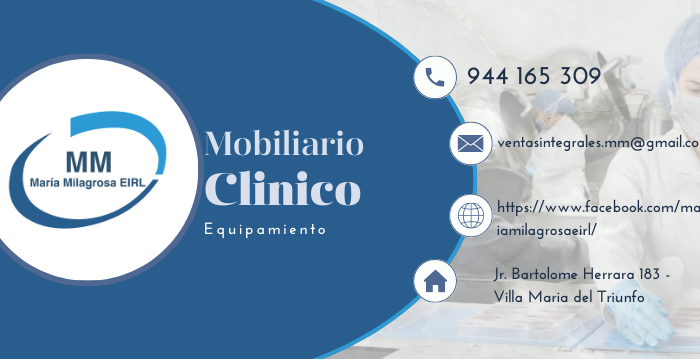 MM
María Milagrosa EIRL
Mobiliario
Clinico
Equipamiento
944 165 309
ventasintegrales.mm@gmail.co
https://www.facebook.com/ma
iamilagrosaeirl/
Jr. Bartolome Herrara 183 -
Villa Maria del Triunfo